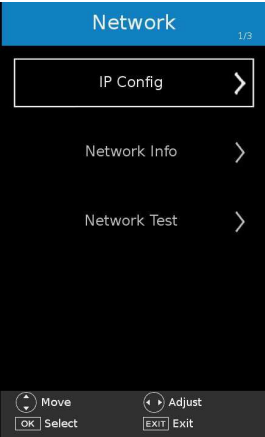 Network
1/3
IP Config
Network Info
Network Test
Move
Adjust
OK Select
EXIT Exit